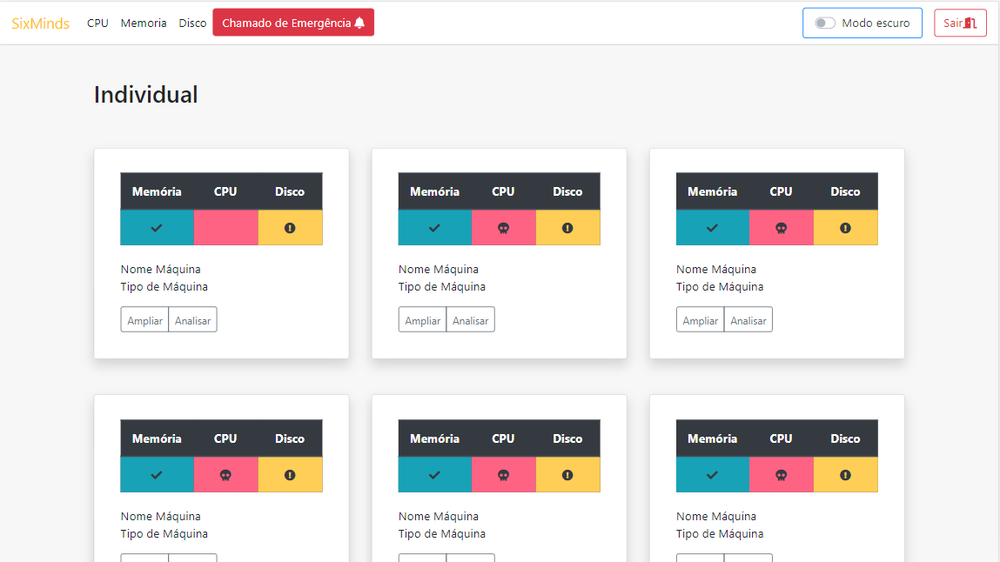 SixMinds CPU Memoria Disco Chamado de Emergência Modo escuro Sair
Individual
Memória CPU Disco
Nome Máquina
Tipo de Máquina
Ampliar Analisar
Memória CPU Disco
Nome Máquina
Tipo de Máquina
Ampliar Analisar
Memória CPU Disco
Nome Máquina
Tipo de Máquina
Ampliar Analisar
Memória CPU Disco
Nome Máquina
Tipo de Máquina
Memória CPU Disco
Nome Máquina
Tipo de Máquina
Memória CPU Disco
Nome Máquina
Tipo de Máquina